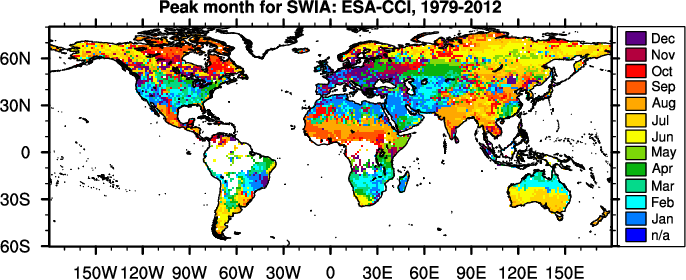 Peak month for SWIA: ESA-CCI, 1979-2012
60N
30N
0
30S
60S
150W 120W 90W 60W 30W 0 30E 60E 90E 120E 150E
Dec
Nov
Oct
Sep
Aug
Jul
Jun
May
Apr
Mar
Feb
Jan
n/a